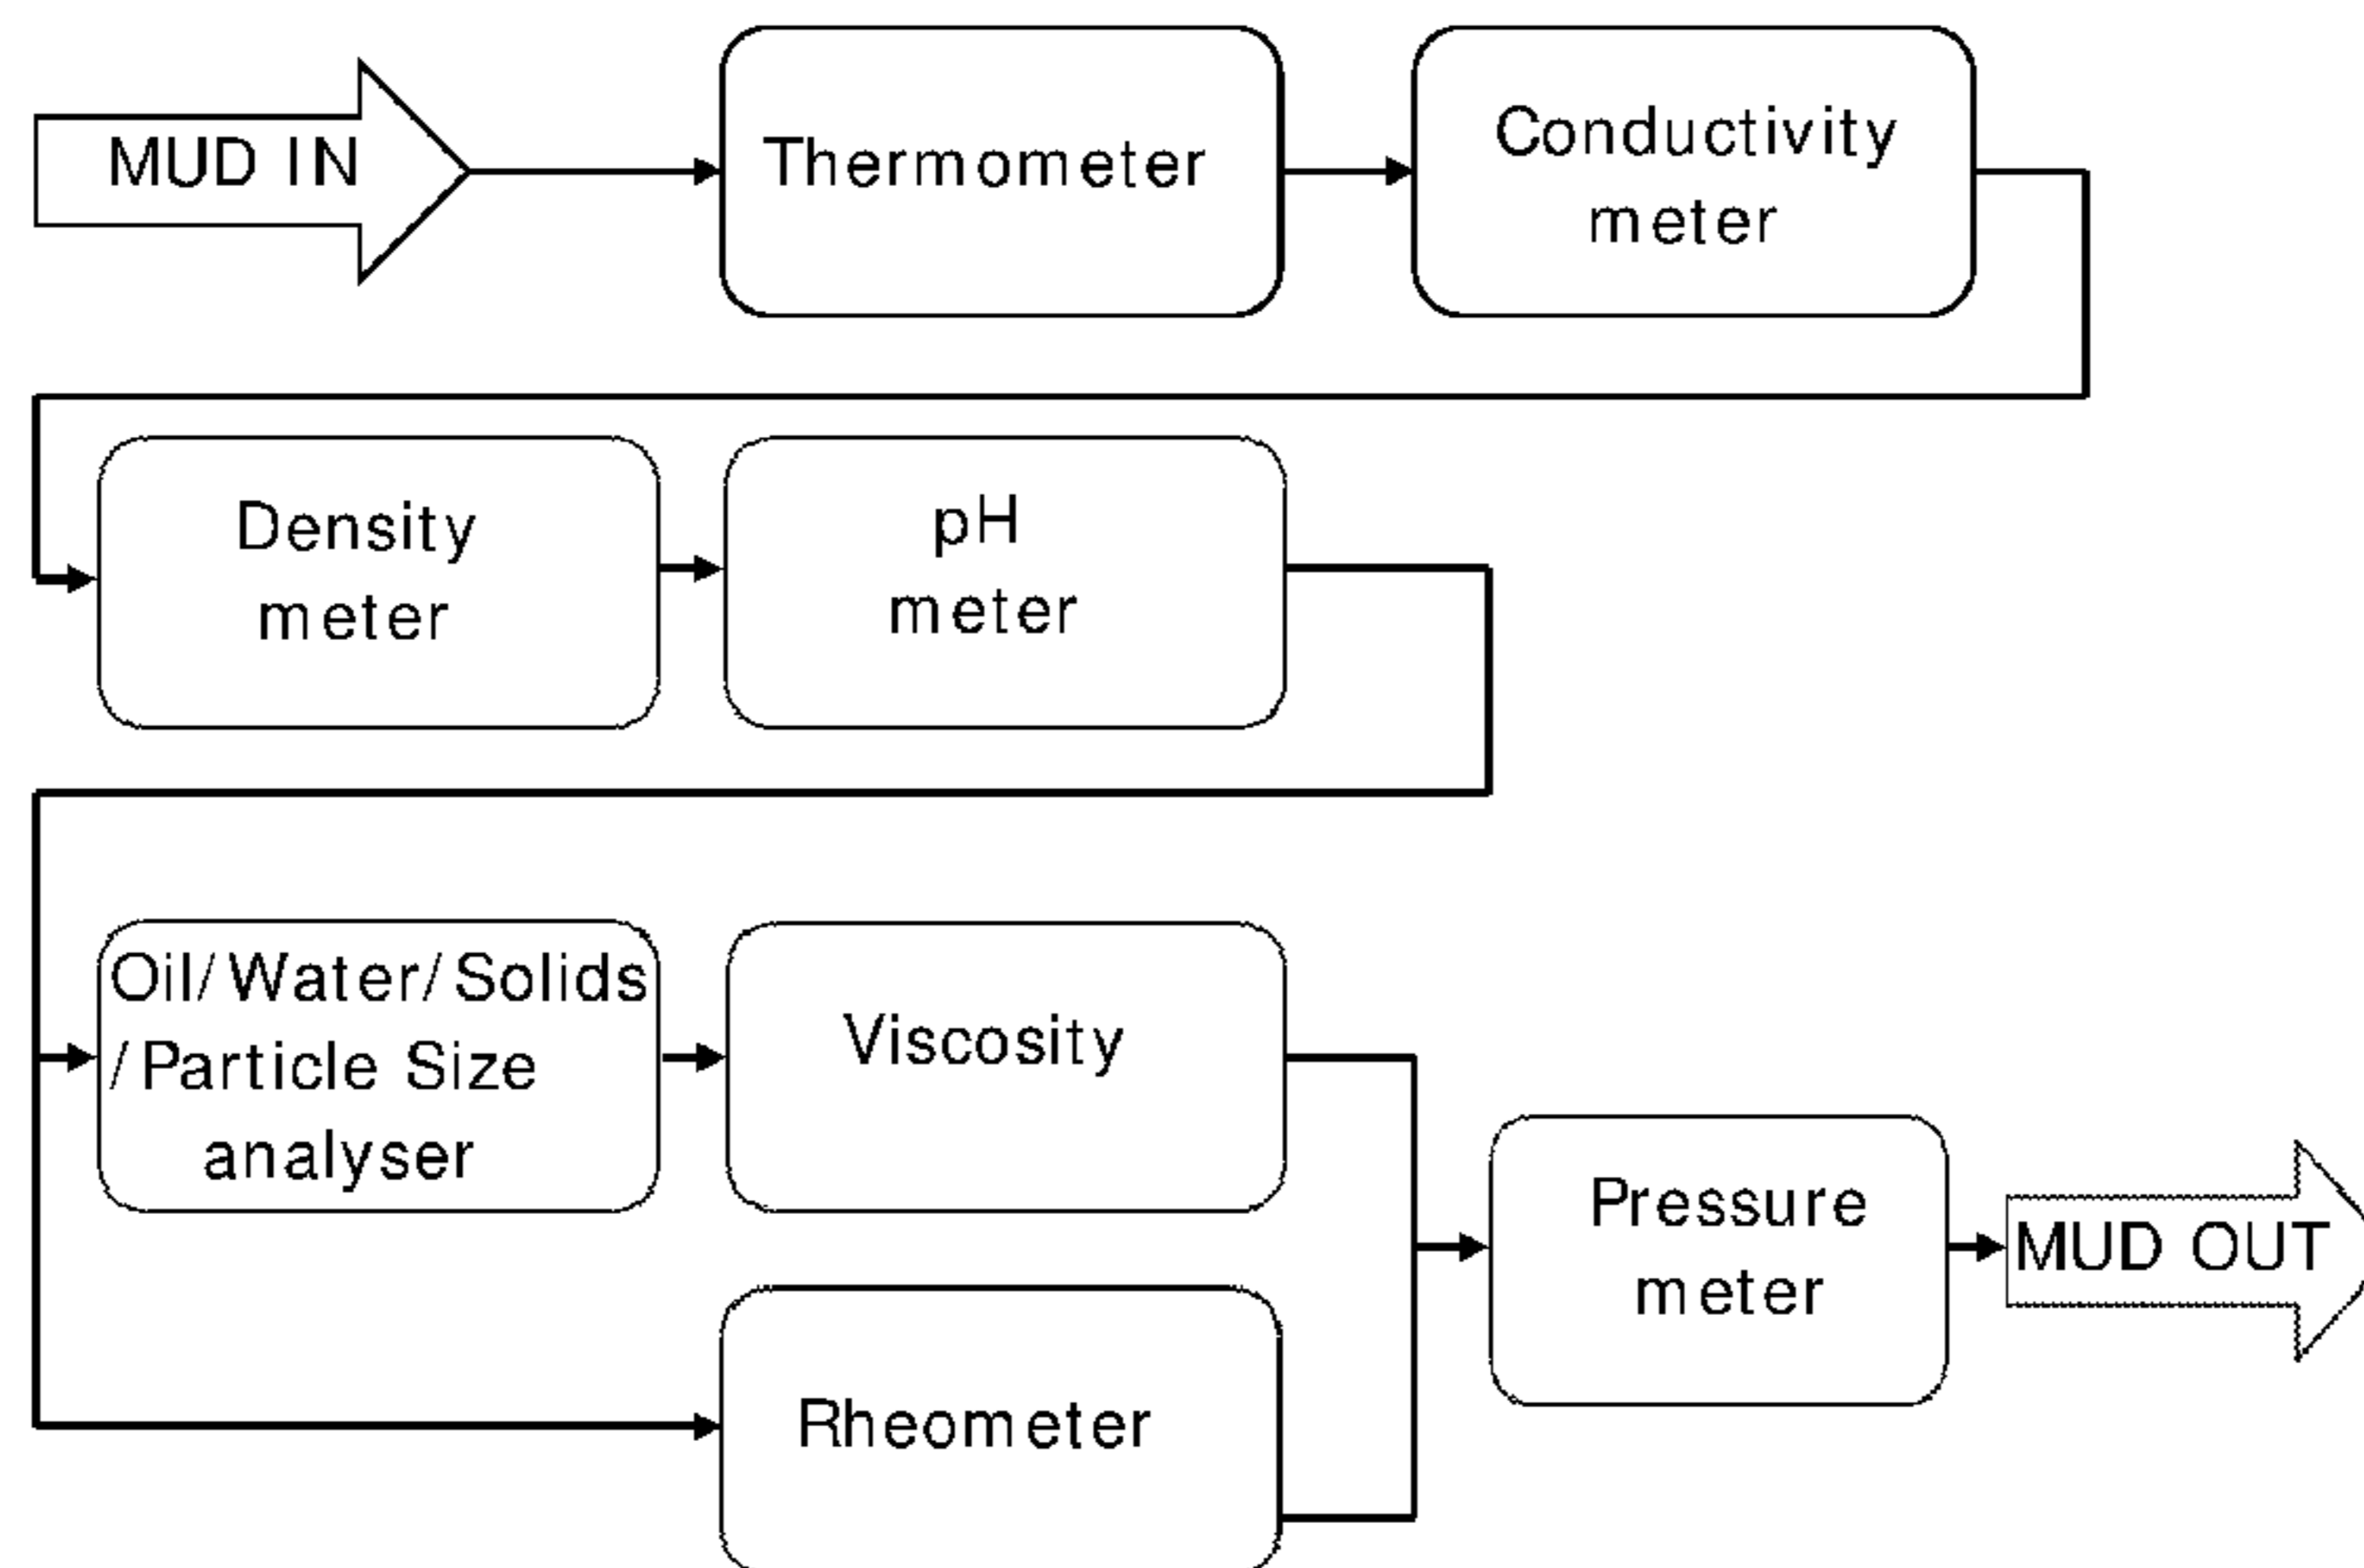 MUD IN
Thermometer
Conductivity
meter
Density
meter
pH
meter
Oil/Water/Solids
/Particle Size
analyser
Viscosity
Pressure
meter
MUD OUT
Rheometer